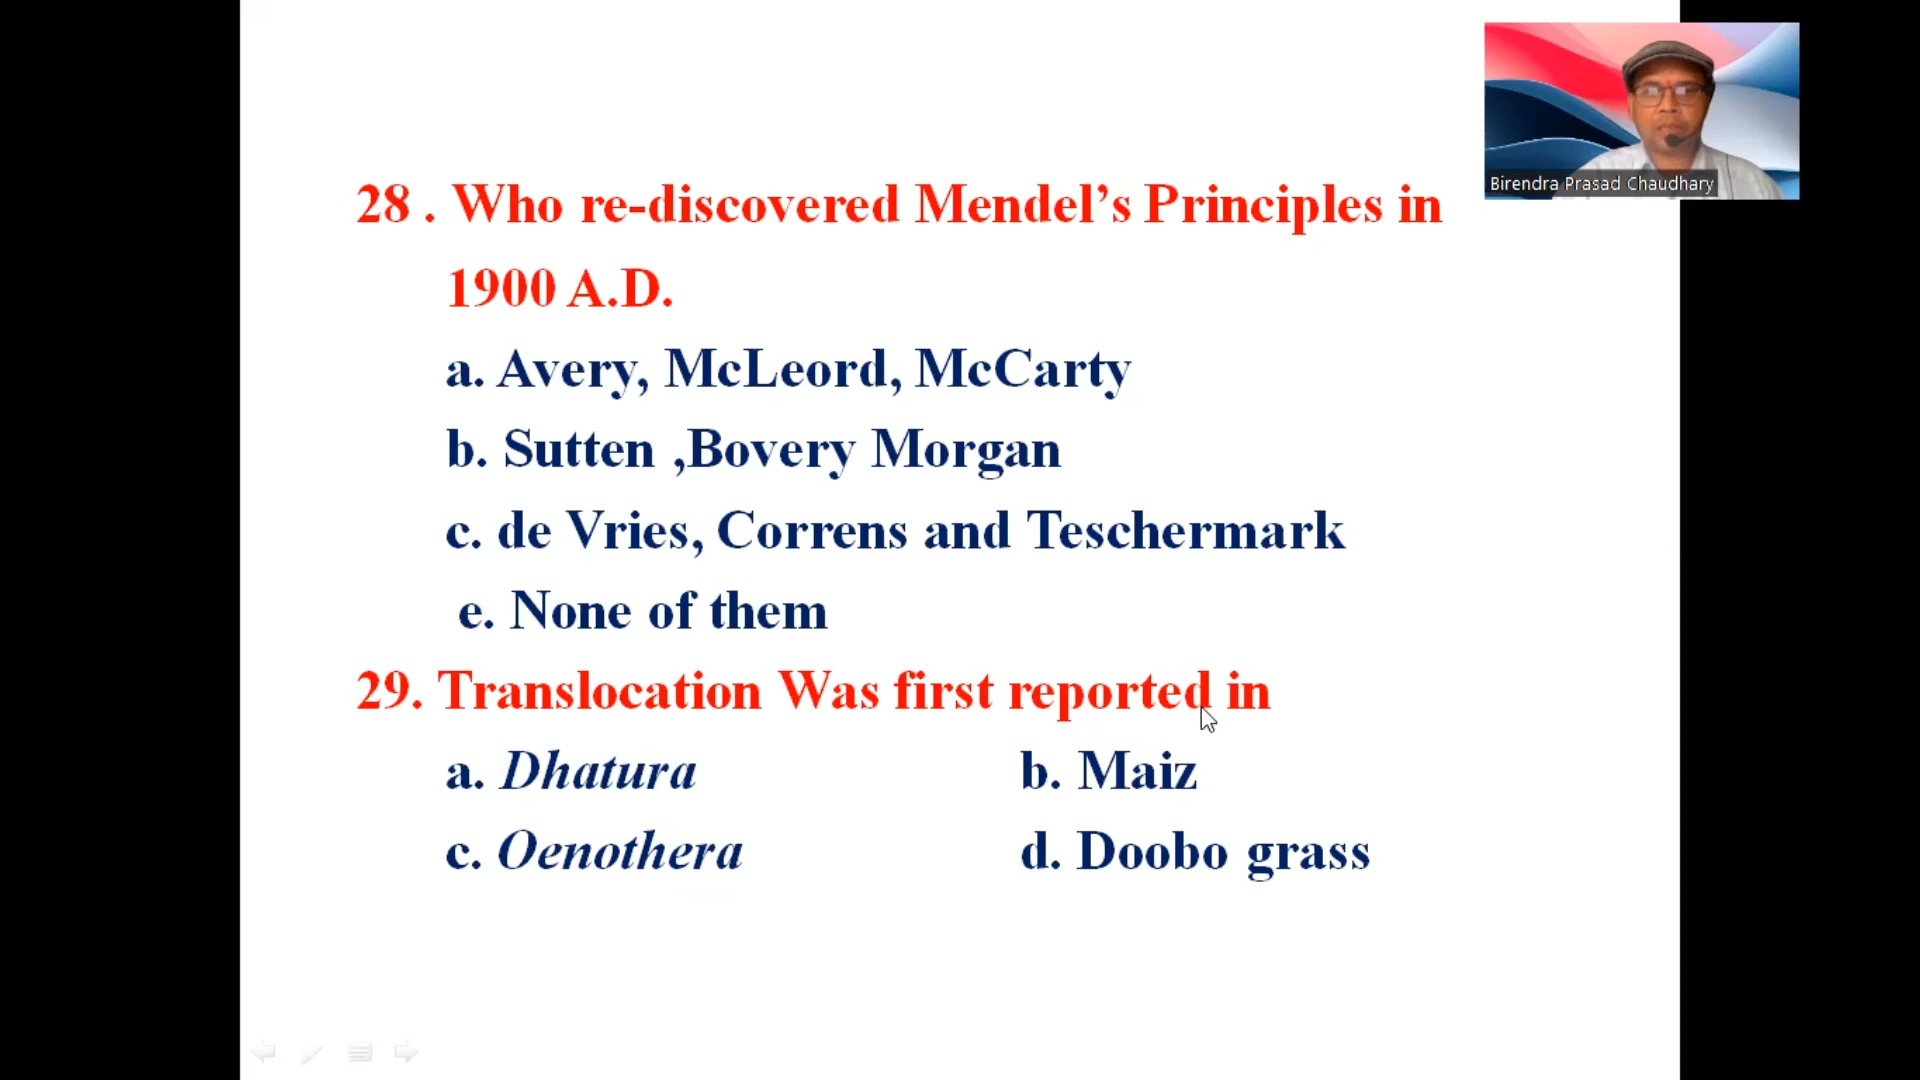 Birendra Prasad Chaudhary
28 . Who re-discovered Mendel’s Principles in
1900 A.D.
a. Avery, McLeord, McCarty
b. Sutten ,Bovery Morgan
c. de Vries, Correns and Teschermark
e. None of them
29. Translocation Was first reported in
a. Dhatura b. Maiz
c. Oenothera d. Doobo grass